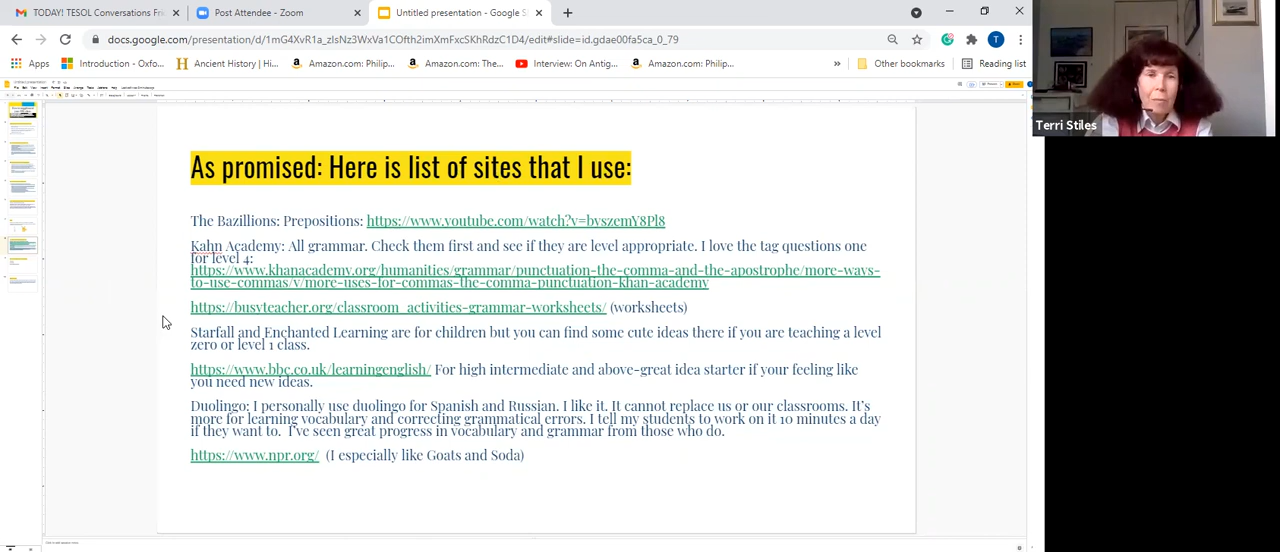 TODAY! TESOL Conversations Fri
Post Attendee - Zoom
Untitled presentation - Google Sl
docs.google.com/presentation/d/1mG4XvR1a_zIsNz3WxVa1COfth2imXmFxcSKhRdzC1D4/edit#slide=id.gdae00fa5ca_0_79
Apps
Introduction - Oxfo...
Ancient History | Hi...
Amazon.com: Philip...
Amazon.com: The...
Interview: On Antig...
Amazon.com: Philip...
Other bookmarks
Reading list
Terri Stiles
As promised: Here is list of sites that I use:
The Bazillions: Prepositions: https://www.youtube.com/watch?v=byszemY8Pl8
Kahn Academy: All grammar. Check them first and see if they are level appropriate. I love the tag questions one
for level 4:
https://www.khanacademy.org/humanities/grammar/punctuation-the-comma-and-the-apostrophe/more-ways-
to-use-commas/v/more-uses-for-commas-the-comma-punctuation-khan-academy
https://busyteacher.org/classroom_activities-grammar-worksheets/ (worksheets)
Starfall and Enchanted Learning are for children but you can find some cute ideas there if you are teaching a level
zero or level 1 class.
https://www.bbc.co.uk/learningenglish/ For high intermediate and above-great idea starter if your feeling like
you need new ideas.
Duolingo: I personally use duolingo for Spanish and Russian. I like it. It cannot replace us or our classrooms. It's
more for learning vocabulary and correcting grammatical errors. I tell my students to work on it 10 minutes a day
if they want to. I've seen great progress in vocabulary and grammar from those who do.
https://www.npr.org/ (I especially like Goats and Soda)